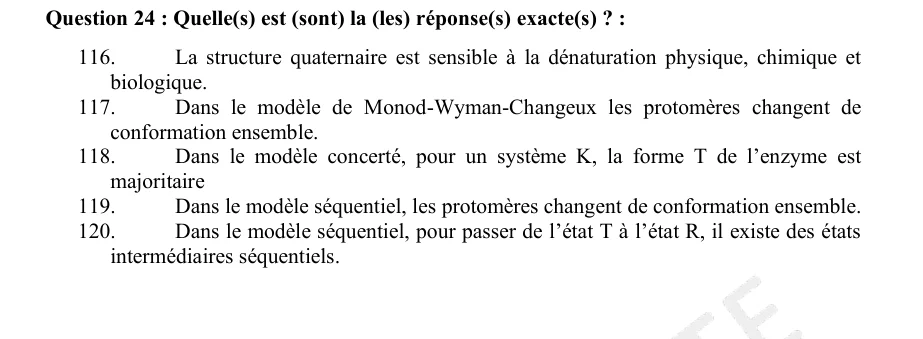 Question 24 : Quelle(s) est (sont) la (les) réponse(s) exacte(s) ? :
116. La structure quaternaire est sensible à la dénaturation physique, chimique et
biologique.
117. Dans le modèle de Monod-Wyman-Changeux les protomères changent de
conformation ensemble.
118. Dans le modèle concerté, pour un système K, la forme T de l'enzyme est
majoritaire
119. Dans le modèle séquentiel, les protomères changent de conformation ensemble.
120. Dans le modèle séquentiel, pour passer de l'état T à l'état R, il existe des états
intermédiaires séquentiels.